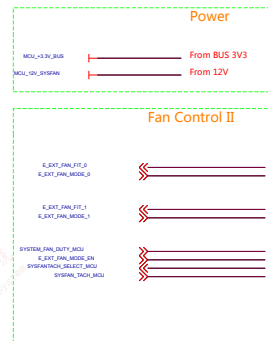 Power
MCU_+3.3V_BUS From BUS 3V3
MCU_12V_SYSFAN From 12V
Fan Control II
E_EXT_FAN_FIT_0
E_EXT_FAN_MODE_0
E_EXT_FAN_FIT_1
E_EXT_FAN_MODE_1
SYSTEM_FAN_DUTY_MCU
E_EXT_FAN_MODE_EN
SYSFANTACH_SELECT_MCU
SYSFAN_TACH_MCU